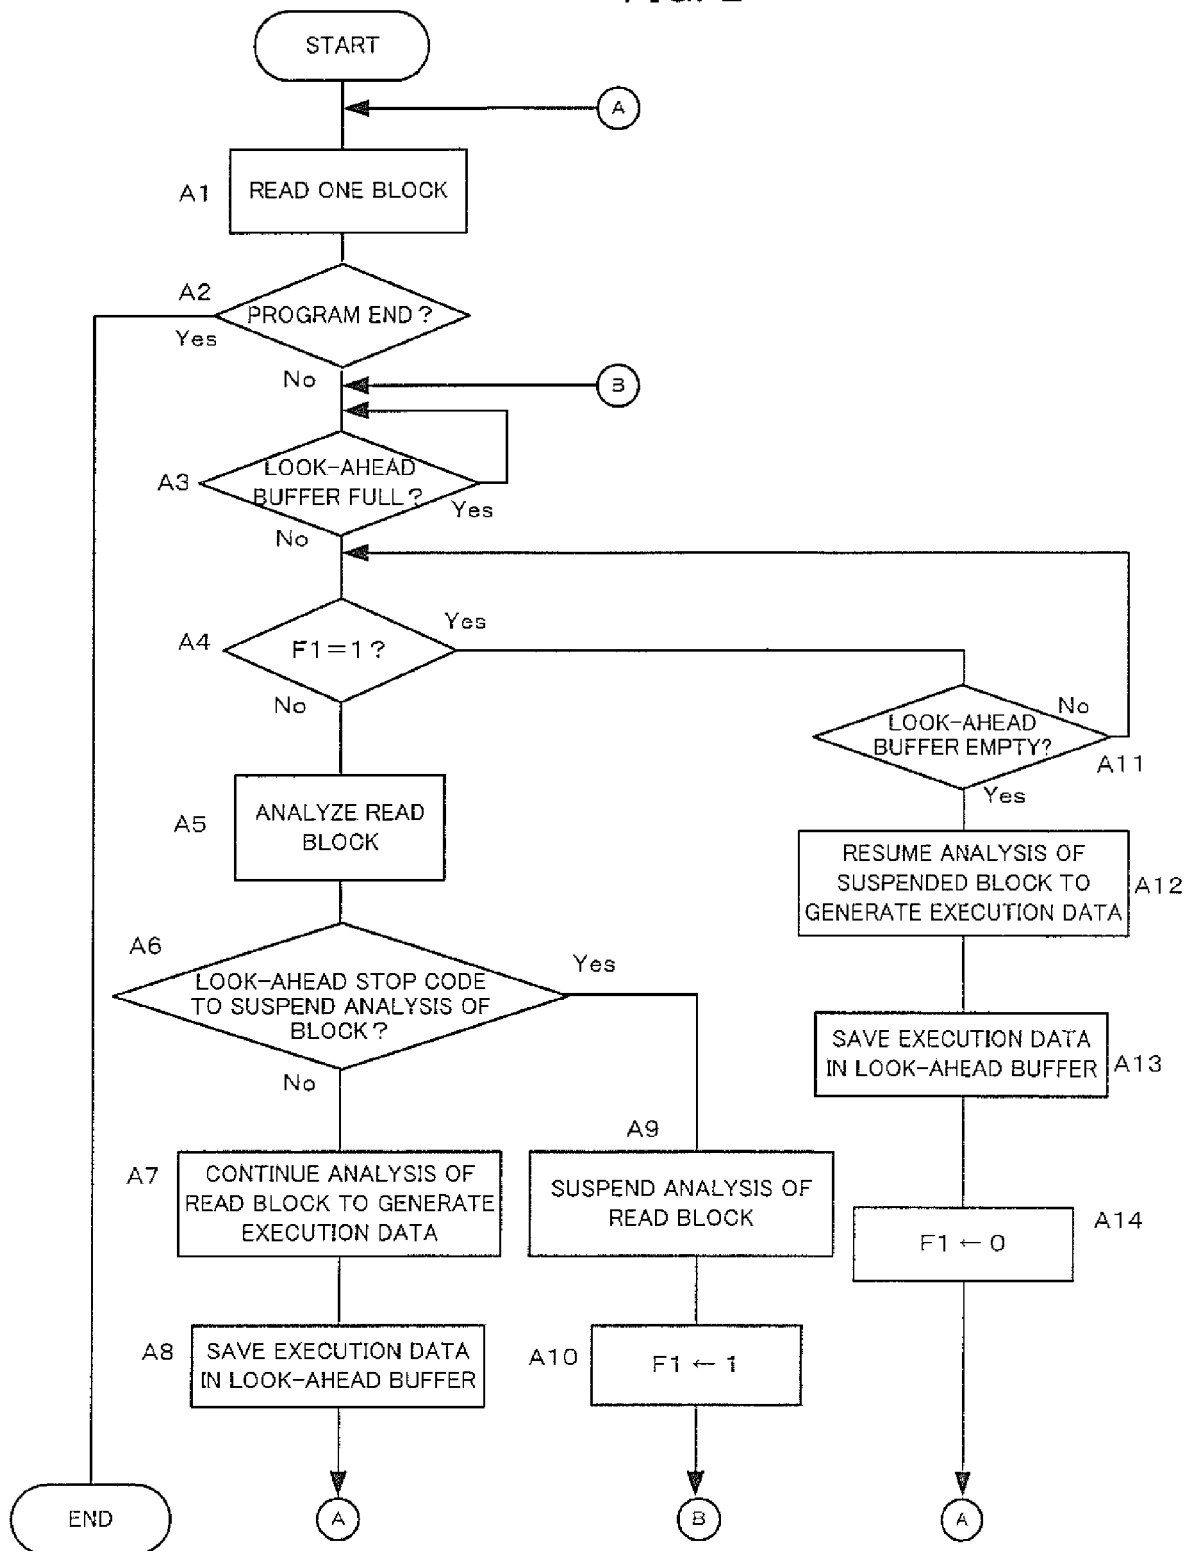 START
A
A1
READ ONE BLOCK
A2
PROGRAM END?
Yes
No
B
A3
LOOK-AHEAD
BUFFER FULL?
Yes
No
A4
F1=1?
Yes
No
LOOK-AHEAD
BUFFER EMPTY?
No
A11
Yes
A5
ANALYZE READ
BLOCK
RESUME ANALYSIS OF
SUSPENDED BLOCK TO
GENERATE EXECUTION DATA
A12
A6
LOOK-AHEAD STOP CODE
TO SUSPEND ANALYSIS OF
BLOCK?
Yes
No
SAVE EXECUTION DATA
IN LOOK-AHEAD BUFFER
A13
A7
CONTINUE ANALYSIS OF
READ BLOCK TO GENERATE
EXECUTION DATA
A9
SUSPEND ANALYSIS OF
READ BLOCK
A14
F1 ← 0
A8
SAVE EXECUTION DATA
IN LOOK-AHEAD BUFFER
A10
F1 ← 1
END
A
B
A